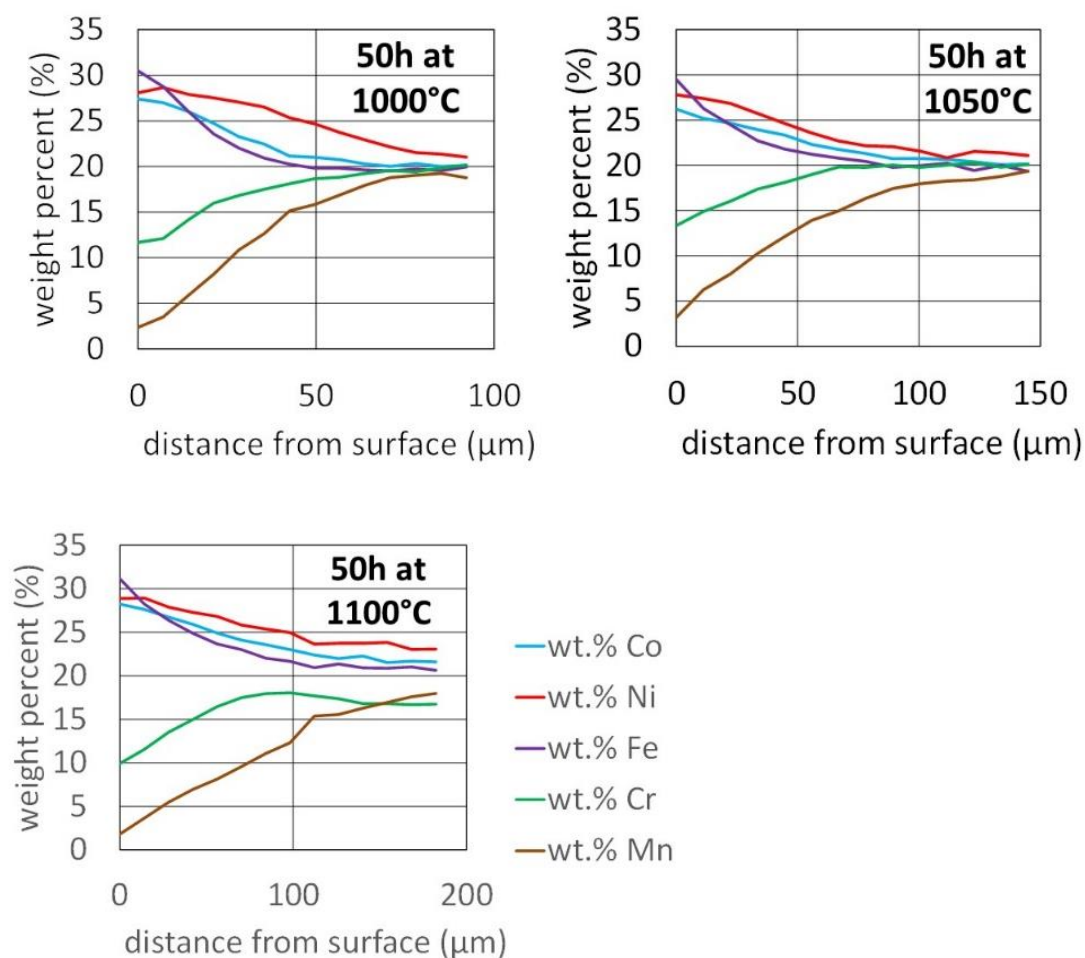 35
30
25
20
15
10
5
0
weight percent (%)
50h at
1000°C
0 50 100
distance from surface (µm)
35
30
25
20
15
10
5
0
weight percent (%)
50h at
1050°C
0 50 100 150
distance from surface (µm)
35
30
25
20
15
10
5
0
weight percent (%)
50h at
1100°C
0 100 200
distance from surface (µm)
wt.% Co
wt.% Ni
wt.% Fe
wt.% Cr
wt.% Mn